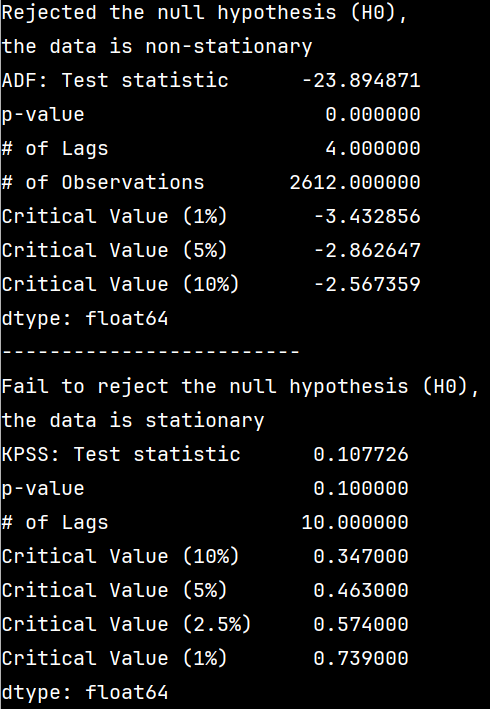 Rejected the null hypothesis (H0),
the data is non-stationary
ADF: Test statistic      -23.894871
p-value                    0.000000
# of Lags                  4.000000
# of Observations       2612.000000
Critical Value (1%)       -3.432856
Critical Value (5%)       -2.862647
Critical Value (10%)      -2.567359
dtype: float64
-------------------------
Fail to reject the null hypothesis (H0),
the data is stationary
KPSS: Test statistic      0.107726
p-value                   0.100000
# of Lags                10.000000
Critical Value (10%)      0.347000
Critical Value (5%)       0.463000
Critical Value (2.5%)     0.574000
Critical Value (1%)       0.739000
dtype: float64